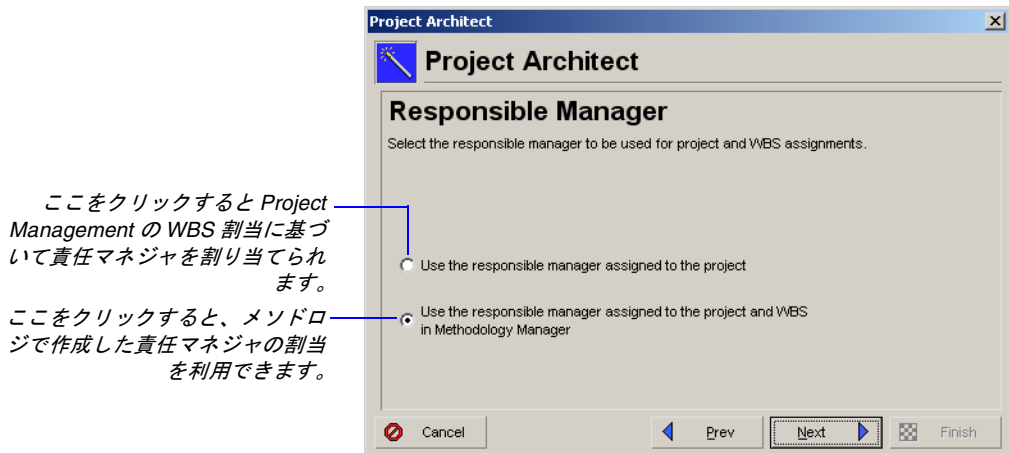 Project Architect
Project Architect
Responsible Manager
Select the responsible manager to be used for project and WBS assignments.
ここをクリックすると Project
Management の WBS 割当に基づ
いて責任マネジャを割り当てられ
ます。
Use the responsible manager assigned to the project
ここをクリックすると、メソドロ
ジで作成した責任マネジャの割当
を利用できます。
Use the responsible manager assigned to the project and WBS
in Methodology Manager
Cancel
Prev
Next
Finish